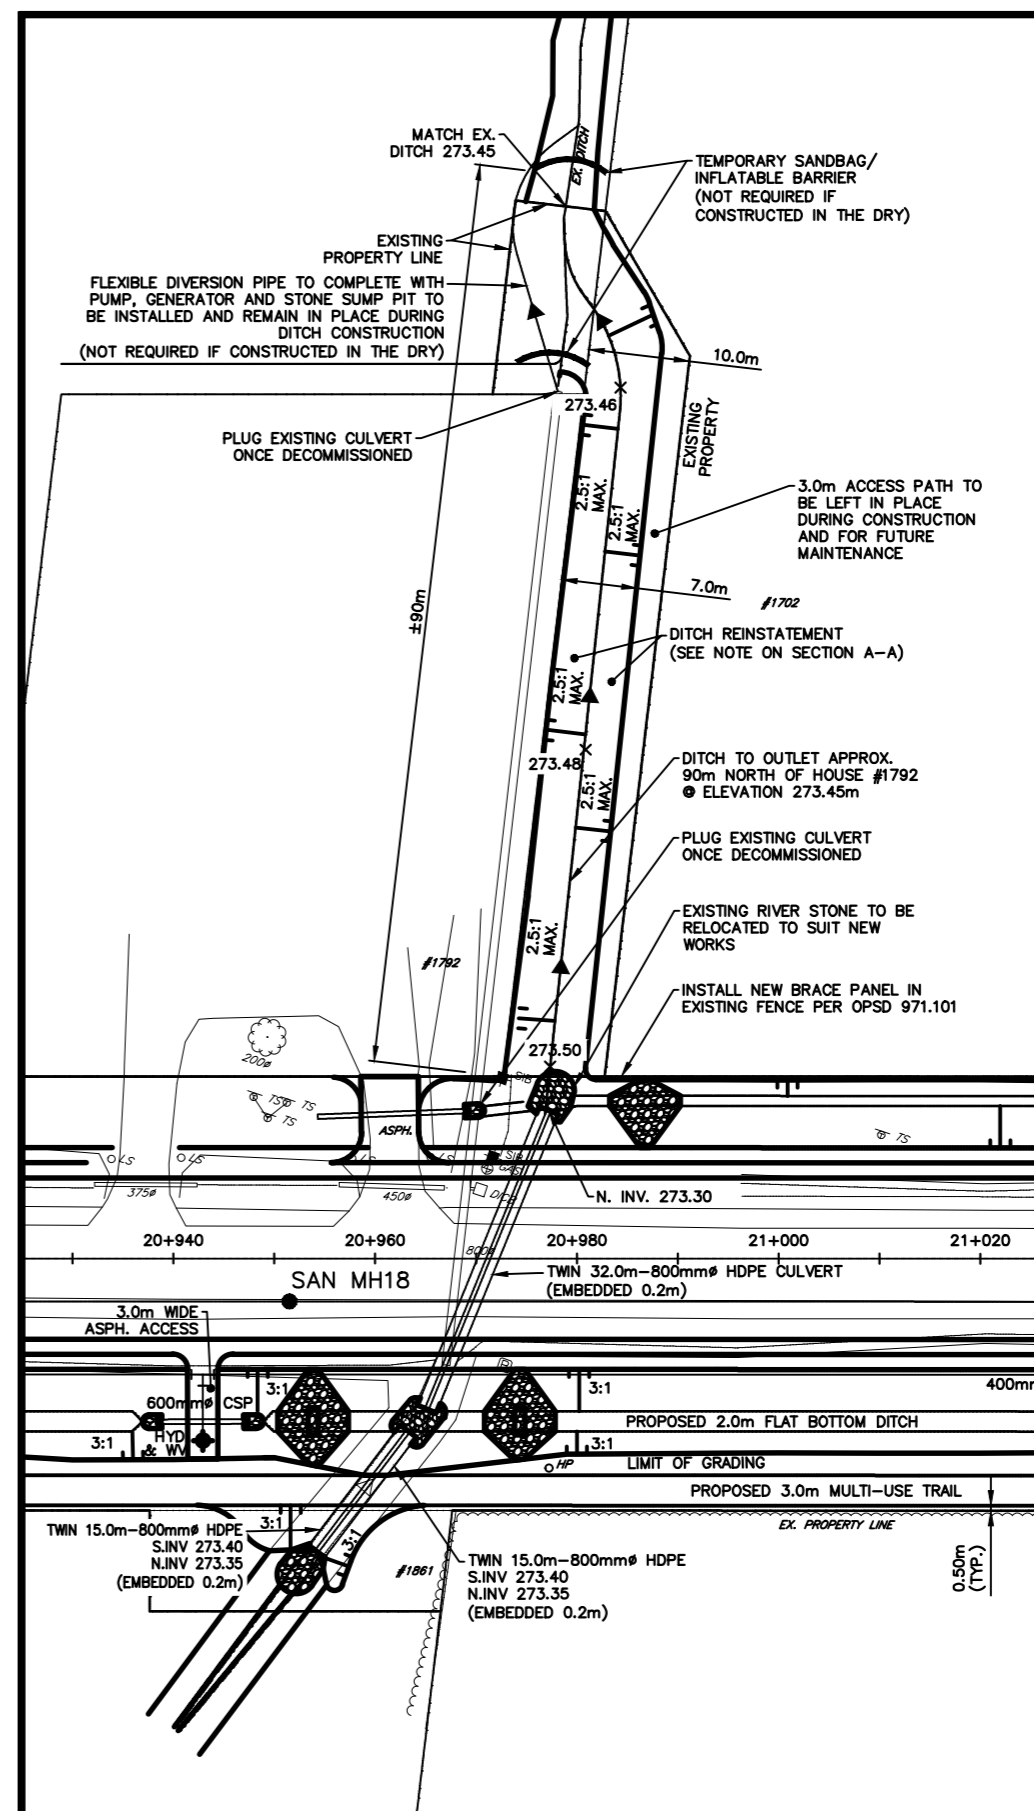 MATCH EX.
DITCH 273.45
EX. DITCH
TEMPORARY SANDBAG/
INFLATABLE BARRIER
(NOT REQUIRED IF
CONSTRUCTED IN THE DRY)
EXISTING
PROPERTY LINE
FLEXIBLE DIVERSION PIPE TO COMPLETE WITH
PUMP, GENERATOR AND STONE SUMP PIT TO
BE INSTALLED AND REMAIN IN PLACE DURING
DITCH CONSTRUCTION
(NOT REQUIRED IF CONSTRUCTED IN THE DRY)
10.0m
273.46
PLUG EXISTING CULVERT
ONCE DECOMMISSIONED
EXISTING
PROPERTY
2.5:1
MAX.
2.5:1
MAX.
3.0m ACCESS PATH TO
BE LEFT IN PLACE
DURING CONSTRUCTION
AND FOR FUTURE
MAINTENANCE
±90m
7.0m
#1702
DITCH REINSTATEMENT
(SEE NOTE ON SECTION A-A)
2.5:1
MAX.
273.48
2.5:1
MAX.
DITCH TO OUTLET APPROX.
90m NORTH OF HOUSE #1792
@ ELEVATION 273.45m
PLUG EXISTING CULVERT
ONCE DECOMMISSIONED
2.5:1
MAX.
EXISTING RIVER STONE TO BE
RELOCATED TO SUIT NEW
WORKS
#1792
INSTALL NEW BRACE PANEL IN
EXISTING FENCE PER OPSD 971.101
273.50
200ø
SIB
TS
TS
TS
ASPH.
TS
LS
LS
LS
LS
SIB
GAS
D/CB
375ø
450ø
N. INV. 273.30
20+940
20+960
20+980
21+000
21+020
800ø
SAN MH18
TWIN 32.0m-800mmø HDPE CULVERT
(EMBEDDED 0.2m)
3.0m WIDE
ASPH. ACCESS
3:1
3:1
400mm
600mmø CSP
PROPOSED 2.0m FLAT BOTTOM DITCH
HYD
& WV
3:1
3:1
HP
LIMIT OF GRADING
PROPOSED 3.0m MULTI-USE TRAIL
EX. PROPERTY LINE
TWIN 15.0m-800mmø HDPE
S.INV 273.40
N.INV 273.35
(EMBEDDED 0.2m)
3:1
3:1
#1861
TWIN 15.0m-800mmø HDPE
S.INV 273.40
N.INV 273.35
(EMBEDDED 0.2m)
0.50m
(TYP.)